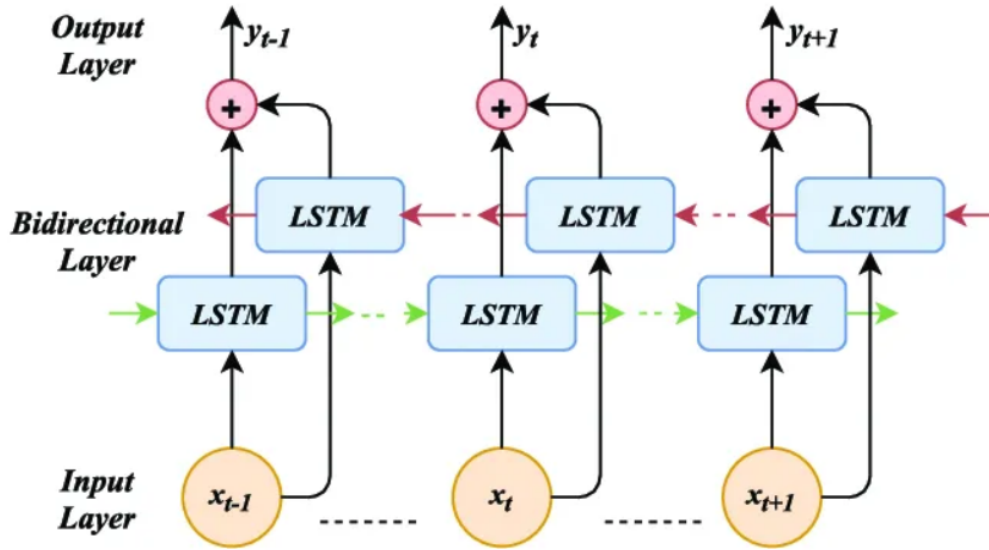 Output
Layer
y_{t-1}
y_t
y_{t+1}
+
+
+
Bidirectional
Layer
LSTM
LSTM
LSTM
LSTM
LSTM
LSTM
Input
Layer
x_{t-1}
x_t
x_{t+1}